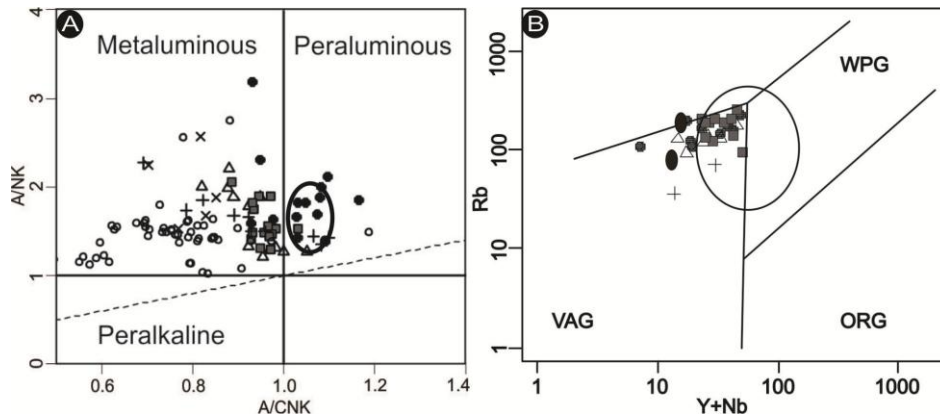 A
Metaluminous
Peraluminous
Peralkaline
A/NK
4
3
2
1
0
0.6
0.8
1.0
1.2
1.4
A/CNK
B
WPG
VAG
ORG
Rb
1000
100
10
1
1
10
100
1000
Y+Nb